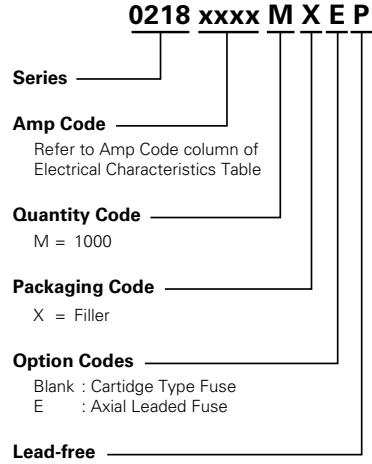 0218 xxxx M X E P
Series
Amp Code
Refer to Amp Code column of
Electrical Characteristics Table
Quantity Code
M = 1000
Packaging Code
X = Filler
Option Codes
Blank : Cartidge Type Fuse
E : Axial Leaded Fuse
Lead-free